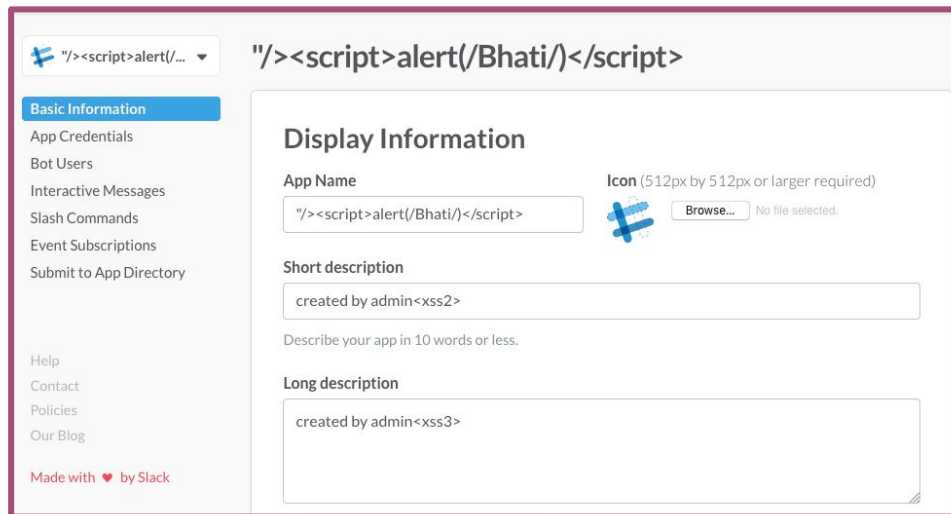 "/><script>alert(/...
"/><script>alert(/Bhati/)</script>
Basic Information
App Credentials
Bot Users
Interactive Messages
Slash Commands
Event Subscriptions
Submit to App Directory
Help
Contact
Policies
Our Blog
Made with ♥ by Slack
Display Information
App Name
"/><script>alert(/Bhati/)</script>
Icon (512px by 512px or larger required)
Browse... No file selected.
Short description
created by admin<xss2>
Describe your app in 10 words or less.
Long description
created by admin<xss3>